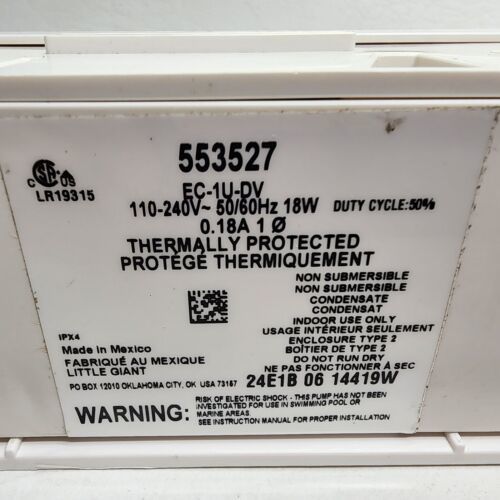 C US
LR19315
553527
EC-1U-DV
110-240V~ 50/60Hz 18W DUTY CYCLE:50%
0.18A 1 Ø
THERMALLY PROTECTED
PROTÉGÉ THERMIQUEMENT
NON SUBMERSIBLE
NON SUBMERSIBLE
CONDENSATE
CONDENSAT
INDOOR USE ONLY
USAGE INTÉRIEUR SEULEMENT
ENCLOSURE TYPE 2
BOÎTIER DE TYPE 2
DO NOT RUN DRY
NE PAS FONCTIONNER À SEC
IPX4
Made in Mexico
FABRIQUÉ AU MEXIQUE
LITTLE GIANT
PO BOX 12010 OKLAHOMA CITY, OK USA 73157
24E1B 06 14419W
WARNING: RISK OF ELECTRIC SHOCK - THIS PUMP HAS NOT BEEN
INVESTIGATED FOR USE IN SWIMMING POOL OR
MARINE AREAS.
SEE INSTRUCTION MANUAL FOR PROPER INSTALLATION